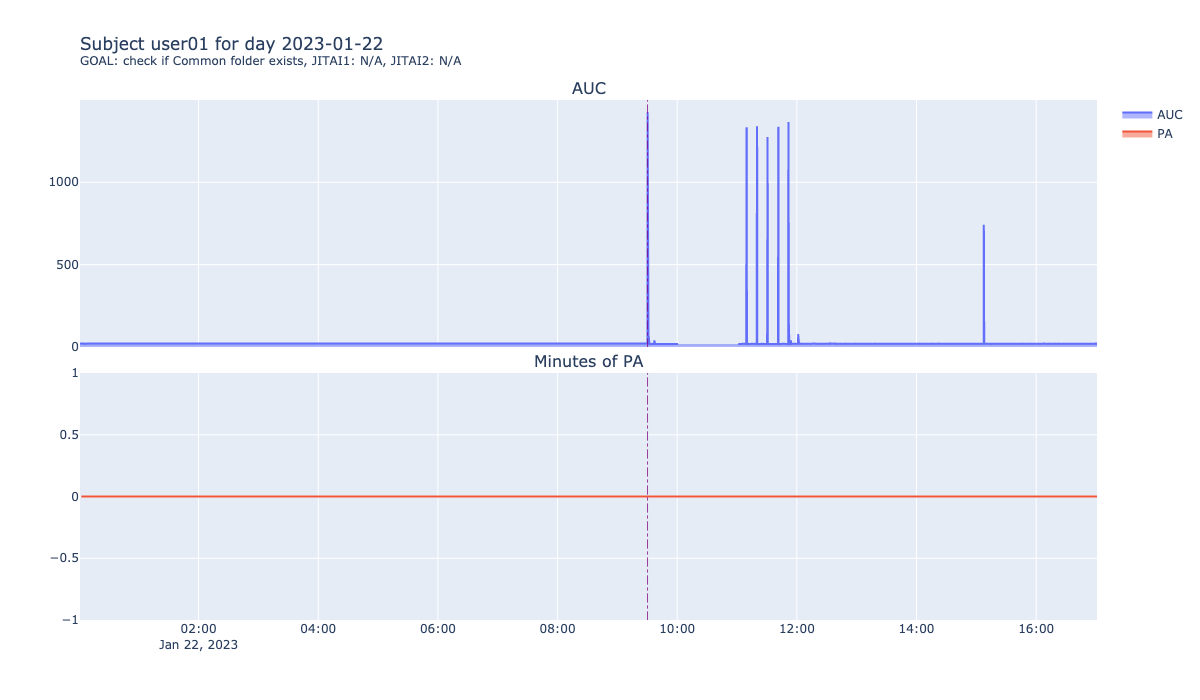 Subject user01 for day 2023-01-22
GOAL: check if Common folder exists, JITAI1: N/A, JITAI2: N/A
AUC
AUC
PA
1000
500
0
Minutes of PA
1
0.5
0
−0.5
−1
02:00 04:00 06:00 08:00 10:00 12:00 14:00 16:00
Jan 22, 2023